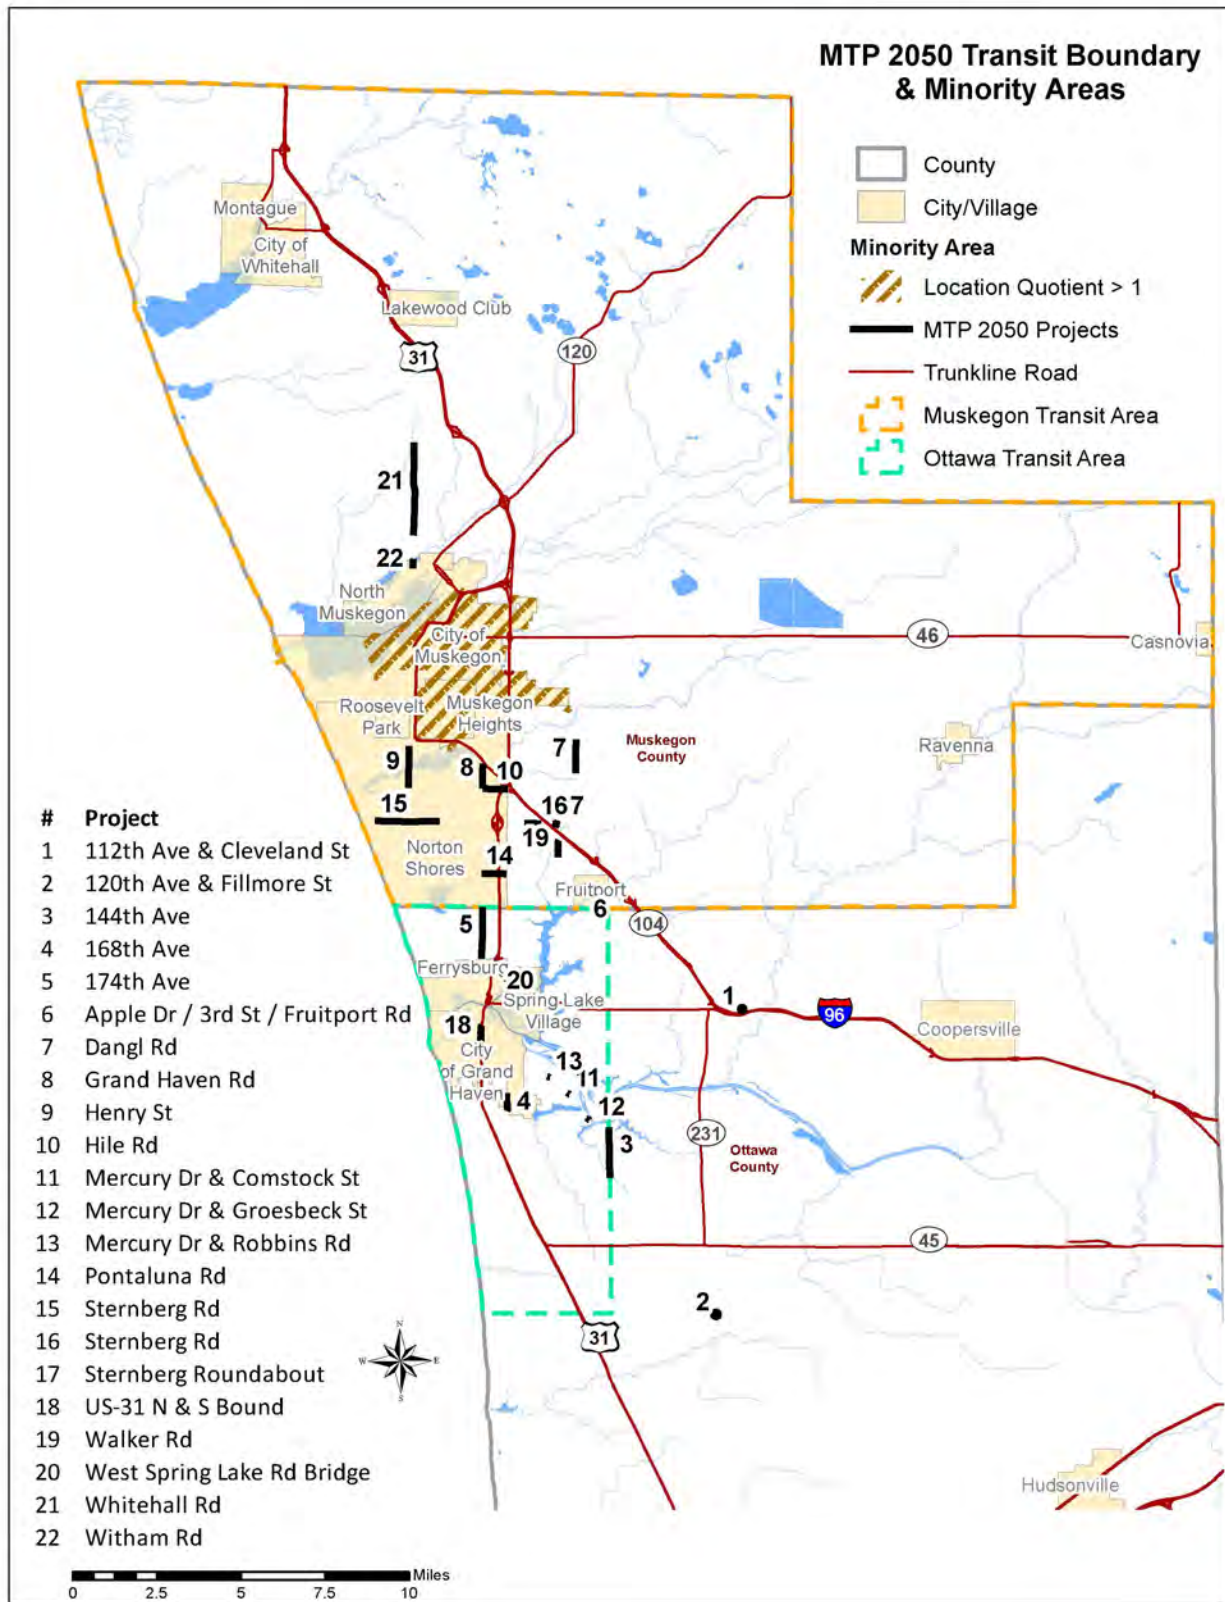 MTP 2050 Transit Boundary
& Minority Areas
County
City/Village
Minority Area
Location Quotient > 1
MTP 2050 Projects
Trunkline Road
Muskegon Transit Area
Ottawa Transit Area
Montague
City of
Whitehall
Lakewood Club
31
120
21
22
North
Muskegon
City of
Muskegon
46
Casnovia
Roosevelt
Park
Muskegon
Heights
Muskegon
County
Ravenna
7
9
8
10
15
16 7
19
14
Norton
Shores
Fruitport
6
104
5
Ferrysburg
20
Spring Lake
Village
1
96
Coopersville
18
City
of Grand
Haven
13
11
4
12
3
231
Ottawa
County
45
2
31
Hudsonville
# Project
1 112th Ave & Cleveland St
2 120th Ave & Fillmore St
3 144th Ave
4 168th Ave
5 174th Ave
6 Apple Dr / 3rd St / Fruitport Rd
7 Dangl Rd
8 Grand Haven Rd
9 Henry St
10 Hile Rd
11 Mercury Dr & Comstock St
12 Mercury Dr & Groesbeck St
13 Mercury Dr & Robbins Rd
14 Pontaluna Rd
15 Sternberg Rd
16 Sternberg Rd
17 Sternberg Roundabout
18 US-31 N & S Bound
19 Walker Rd
20 West Spring Lake Rd Bridge
21 Whitehall Rd
22 Witham Rd
N
W E
S
Miles
0 2.5 5 7.5 10